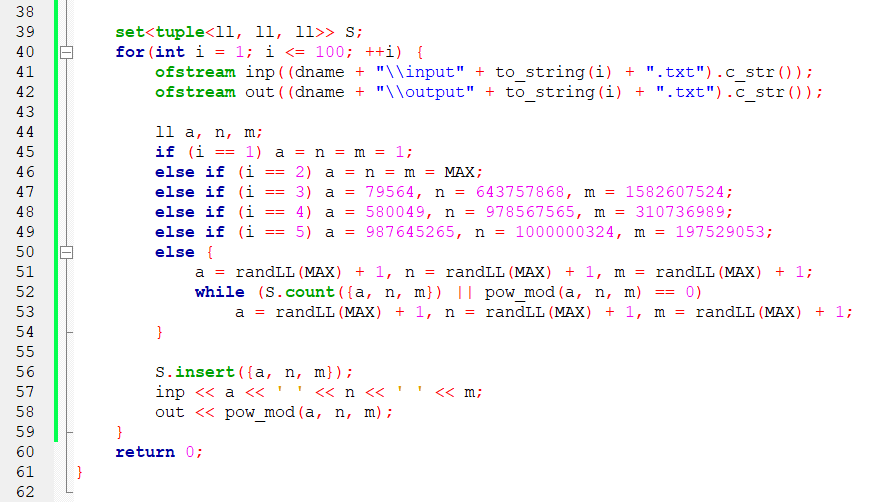 38
39 set<tuple<ll, ll, ll>> S;
40 for(int i = 1; i <= 100; ++i) {
41 ofstream inp((dname + "\\input" + to_string(i) + ".txt").c_str());
42 ofstream out((dname + "\\output" + to_string(i) + ".txt").c_str());
43
44 ll a, n, m;
45 if (i == 1) a = n = m = 1;
46 else if (i == 2) a = n = m = MAX;
47 else if (i == 3) a = 79564, n = 643757868, m = 1582607524;
48 else if (i == 4) a = 580049, n = 978567565, m = 310736989;
49 else if (i == 5) a = 987645265, n = 1000000324, m = 197529053;
50 else {
51 a = randLL(MAX) + 1, n = randLL(MAX) + 1, m = randLL(MAX) + 1;
52 while (S.count({a, n, m}) || pow_mod(a, n, m) == 0)
53 a = randLL(MAX) + 1, n = randLL(MAX) + 1, m = randLL(MAX) + 1;
54 }
55
56 S.insert({a, n, m});
57 inp << a << ' ' << n << ' ' << m;
58 out << pow_mod(a, n, m);
59 }
60 return 0;
61 }
62